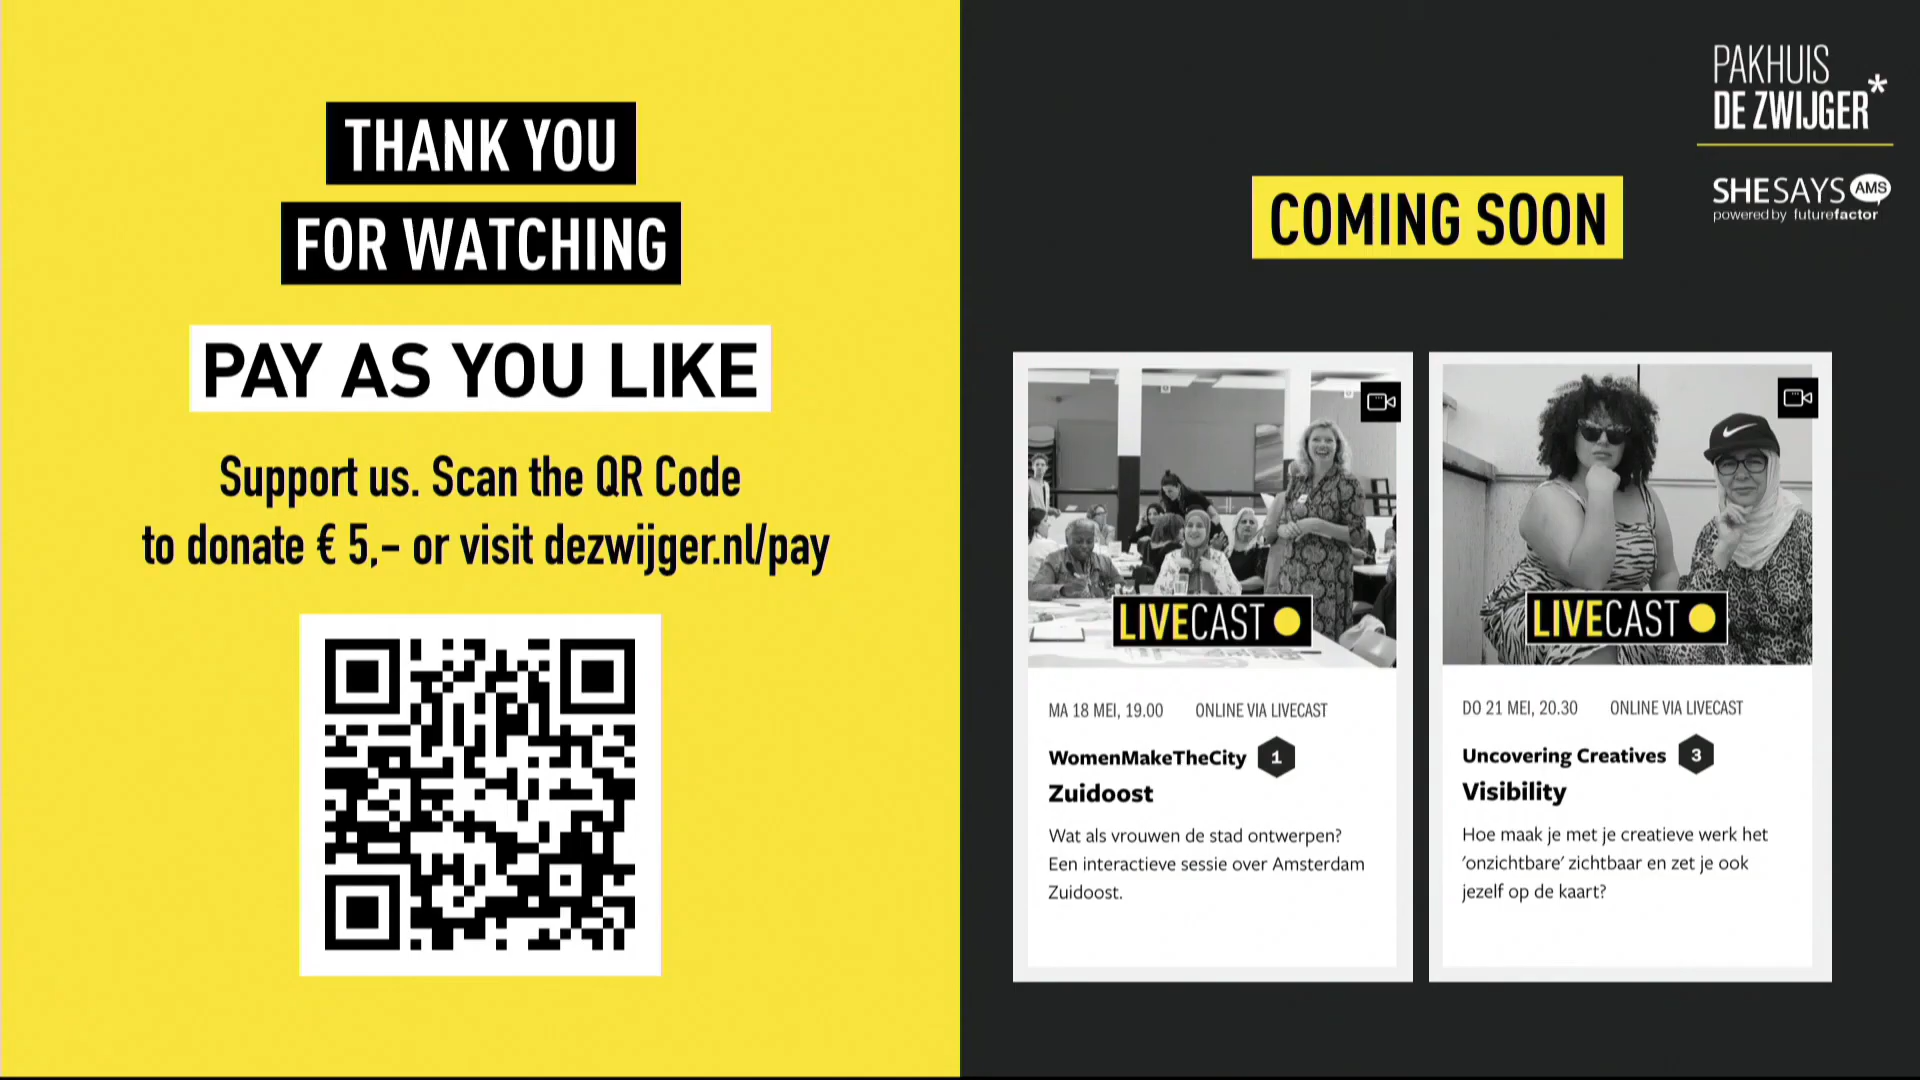 THANK YOU
FOR WATCHING
PAY AS YOU LIKE
Support us. Scan the QR Code
to donate € 5,- or visit dezwijger.nl/pay
PAKHUIS
DE ZWIJGER*
SHESAYS AMS
powered by futurefactor
COMING SOON
LIVECAST
MA 18 MEI, 19.00 ONLINE VIA LIVECAST
WomenMakeTheCity 1
Zuidoost
Wat als vrouwen de stad ontwerpen?
Een interactieve sessie over Amsterdam
Zuidoost.
LIVECAST
DO 21 MEI, 20.30 ONLINE VIA LIVECAST
Uncovering Creatives 3
Visibility
Hoe maak je met je creatieve werk het
'onzichtbare' zichtbaar en zet je ook
jezelf op de kaart?